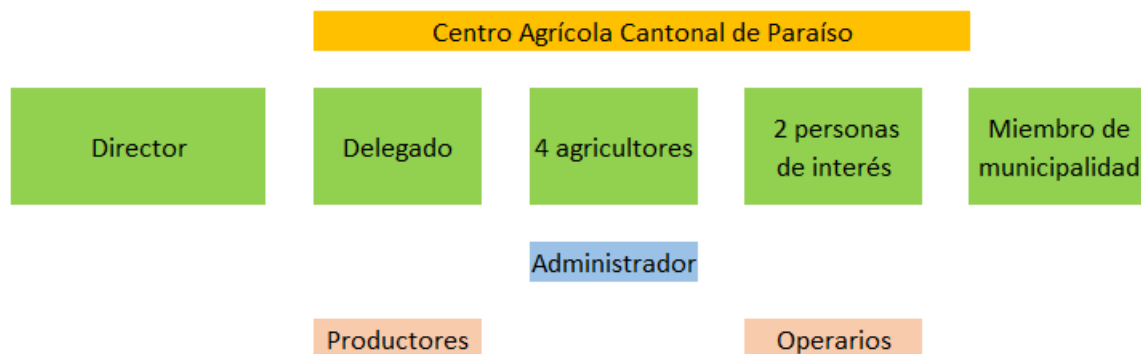 Centro Agrícola Cantonal de Paraíso
Director
Delegado
4 agricultores
2 personas
de interés
Miembro de
municipalidad
Administrador
Productores
Operarios